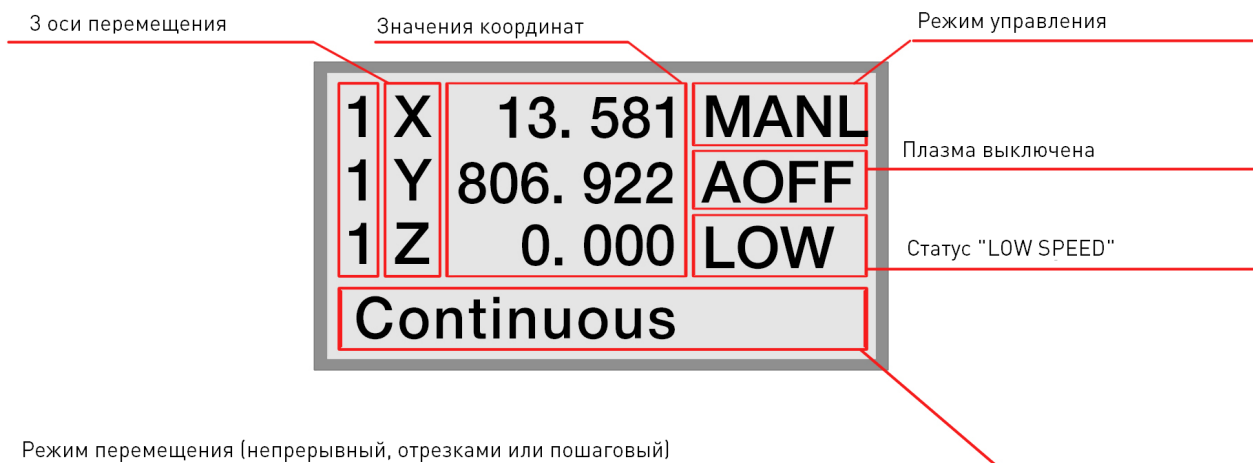 3 оси перемещения
Значения координат
Режим управления
1 X 13. 581 MANL
Плазма выключена
1 Y 806. 922 AOFF
1 Z 0. 000 LOW
Статус "LOW SPEED"
Continuous
Режим перемещения (непрерывный, отрезками или пошаговый)